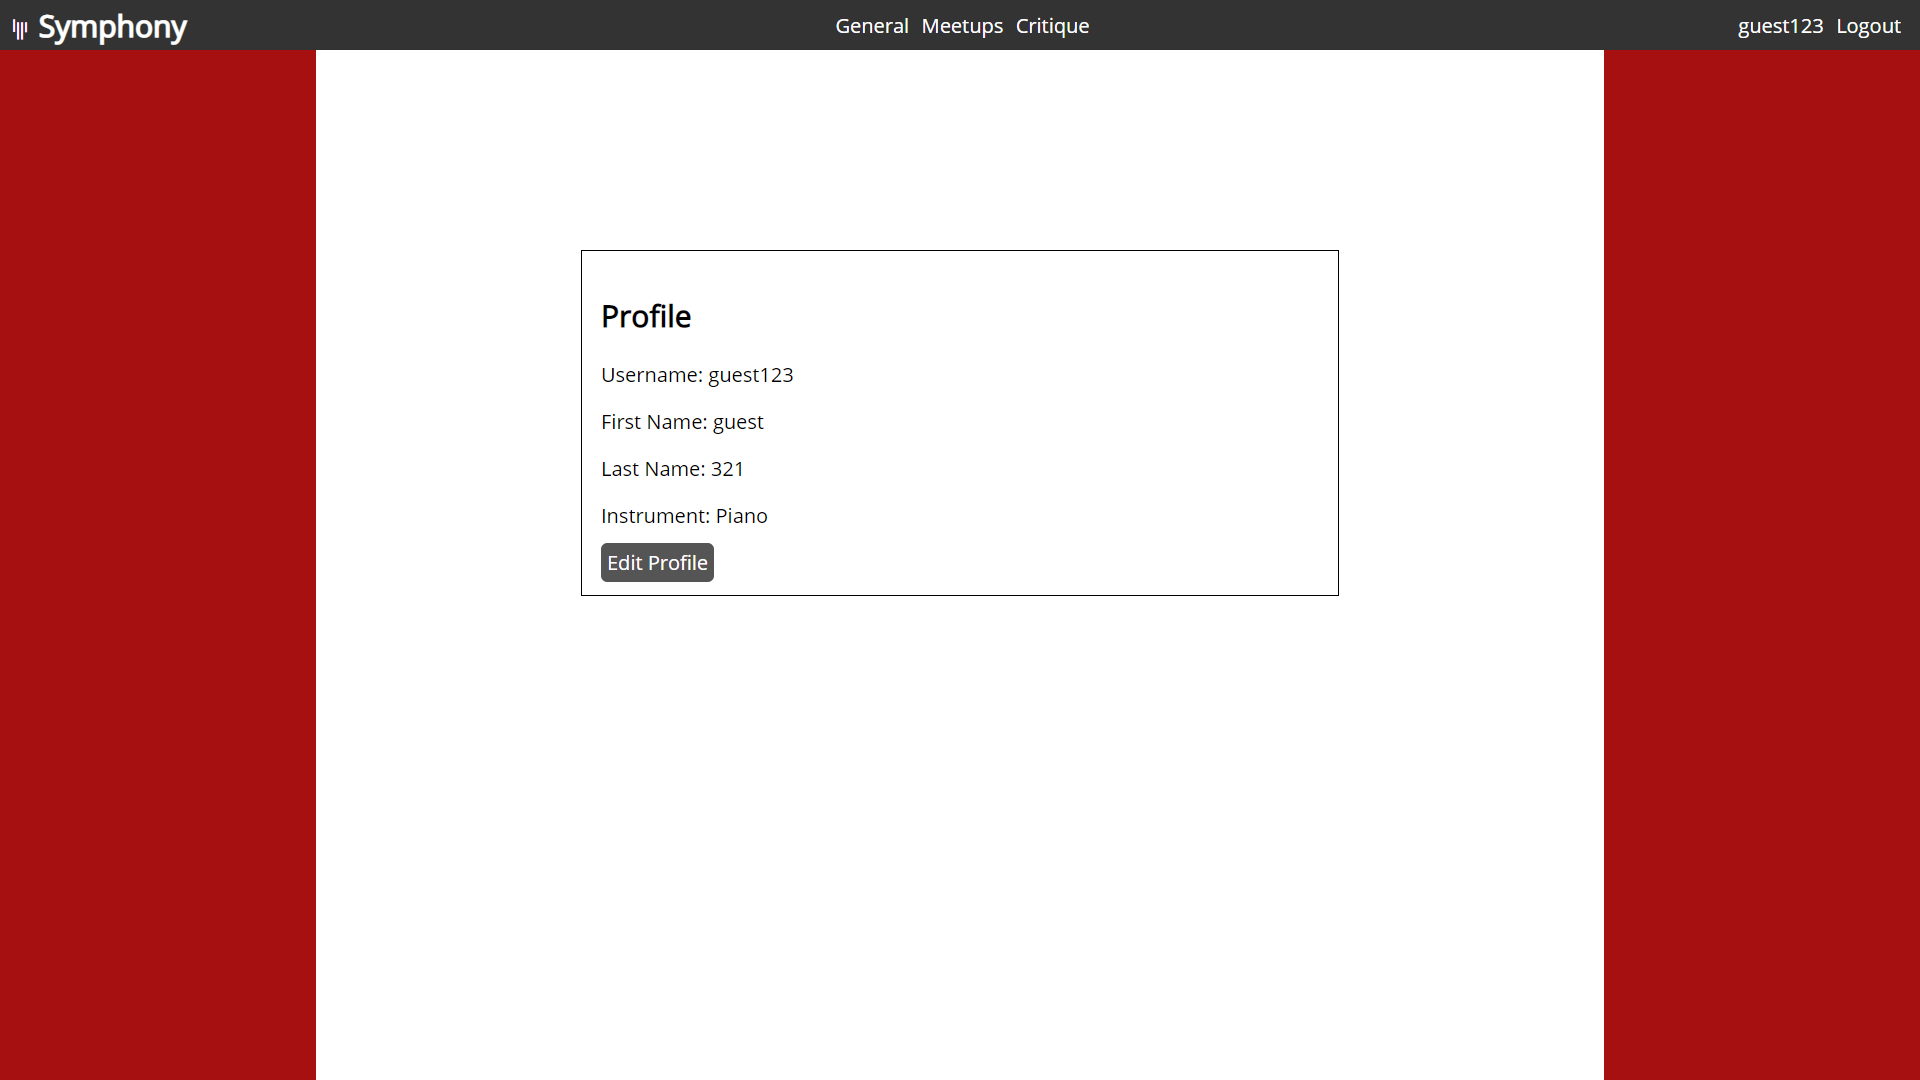 Symphony General Meetups Critique guest123 Logout
Profile
Username: guest123
First Name: guest
Last Name: 321
Instrument: Piano
Edit Profile